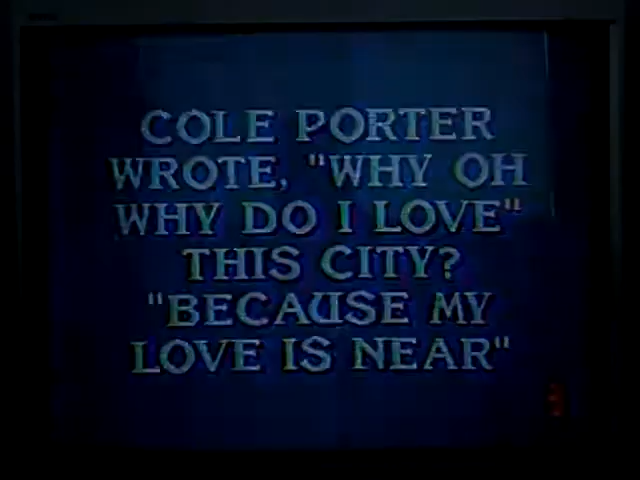 COLE PORTER
WROTE, "WHY OH
WHY DO I LOVE"
THIS CITY?
"BECAUSE MY
LOVE IS NEAR"